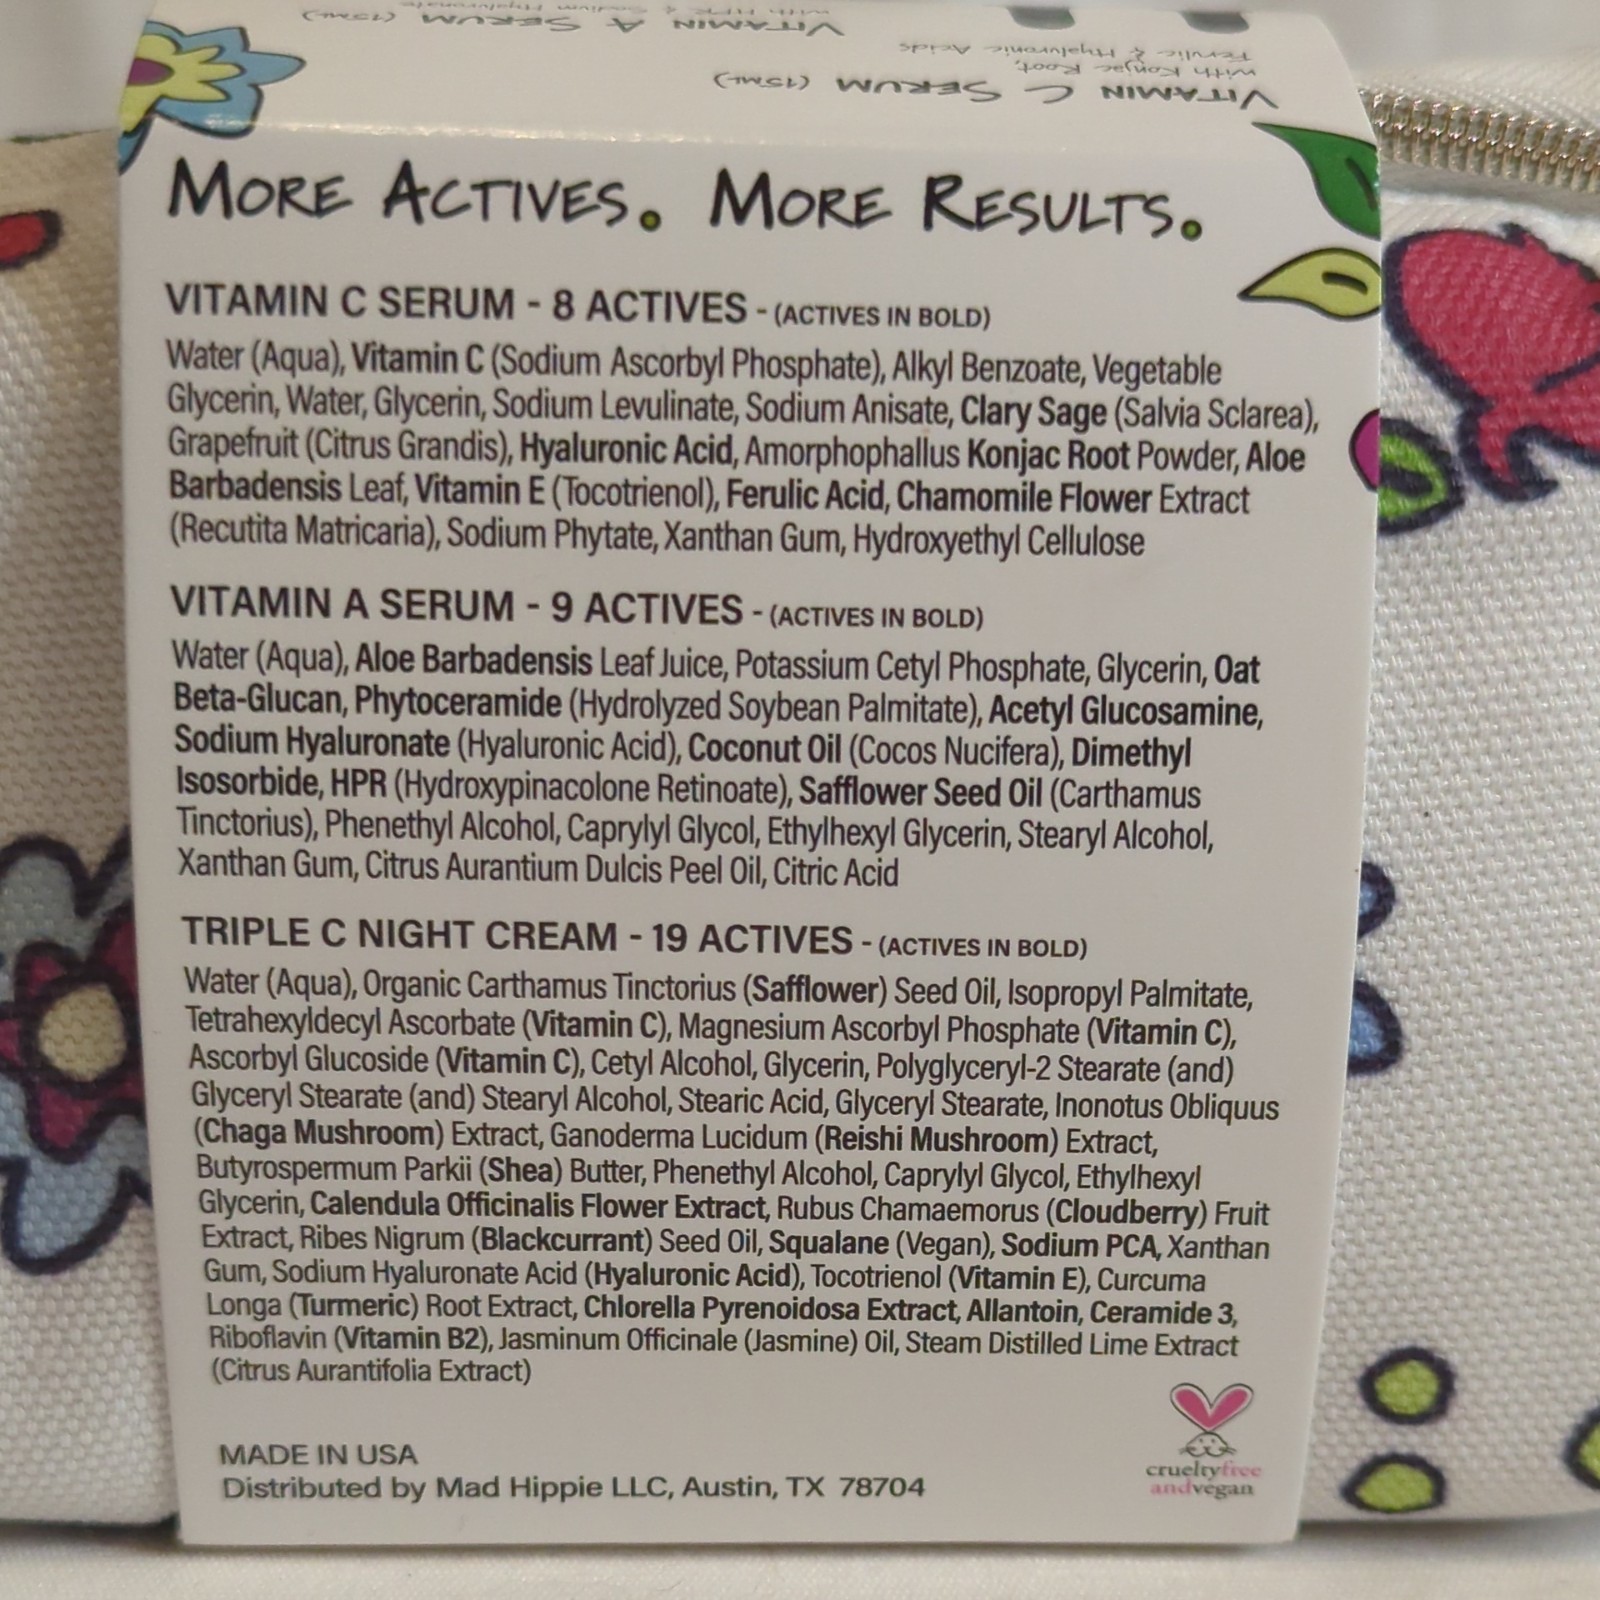 VITAMIN A SERUM (15mL)
with HPR & Sodium Hyaluronate
VITAMIN C SERUM (15mL)
with Konjac Root,
Ferulic & Hyaluronic Acids
MORE ACTIVES. MORE RESULTS.
VITAMIN C SERUM - 8 ACTIVES - (ACTIVES IN BOLD)
Water (Aqua), Vitamin C (Sodium Ascorbyl Phosphate), Alkyl Benzoate, Vegetable
Glycerin, Water, Glycerin, Sodium Levulinate, Sodium Anisate, Clary Sage (Salvia Sclarea),
Grapefruit (Citrus Grandis), Hyaluronic Acid, Amorphophallus Konjac Root Powder, Aloe
Barbadensis Leaf, Vitamin E (Tocotrienol), Ferulic Acid, Chamomile Flower Extract
(Recutita Matricaria), Sodium Phytate, Xanthan Gum, Hydroxyethyl Cellulose
VITAMIN A SERUM - 9 ACTIVES - (ACTIVES IN BOLD)
Water (Aqua), Aloe Barbadensis Leaf Juice, Potassium Cetyl Phosphate, Glycerin, Oat
Beta-Glucan, Phytoceramide (Hydrolyzed Soybean Palmitate), Acetyl Glucosamine,
Sodium Hyaluronate (Hyaluronic Acid), Coconut Oil (Cocos Nucifera), Dimethyl
Isosorbide, HPR (Hydroxypinacolone Retinoate), Safflower Seed Oil (Carthamus
Tinctorius), Phenethyl Alcohol, Caprylyl Glycol, Ethylhexyl Glycerin, Stearyl Alcohol,
Xanthan Gum, Citrus Aurantium Dulcis Peel Oil, Citric Acid
TRIPLE C NIGHT CREAM - 19 ACTIVES - (ACTIVES IN BOLD)
Water (Aqua), Organic Carthamus Tinctorius (Safflower) Seed Oil, Isopropyl Palmitate,
Tetrahexyldecyl Ascorbate (Vitamin C), Magnesium Ascorbyl Phosphate (Vitamin C),
Ascorbyl Glucoside (Vitamin C), Cetyl Alcohol, Glycerin, Polyglyceryl-2 Stearate (and)
Glyceryl Stearate (and) Stearyl Alcohol, Stearic Acid, Glyceryl Stearate, Inonotus Obliquus
(Chaga Mushroom) Extract, Ganoderma Lucidum (Reishi Mushroom) Extract,
Butyrospermum Parkii (Shea) Butter, Phenethyl Alcohol, Caprylyl Glycol, Ethylhexyl
Glycerin, Calendula Officinalis Flower Extract, Rubus Chamaemorus (Cloudberry) Fruit
Extract, Ribes Nigrum (Blackcurrant) Seed Oil, Squalane (Vegan), Sodium PCA, Xanthan
Gum, Sodium Hyaluronate Acid (Hyaluronic Acid), Tocotrienol (Vitamin E), Curcuma
Longa (Turmeric) Root Extract, Chlorella Pyrenoidosa Extract, Allantoin, Ceramide 3,
Riboflavin (Vitamin B2), Jasminum Officinale (Jasmine) Oil, Steam Distilled Lime Extract
(Citrus Aurantifolia Extract)
MADE IN USA
Distributed by Mad Hippie LLC, Austin, TX 78704
crueltyfree
andvegan